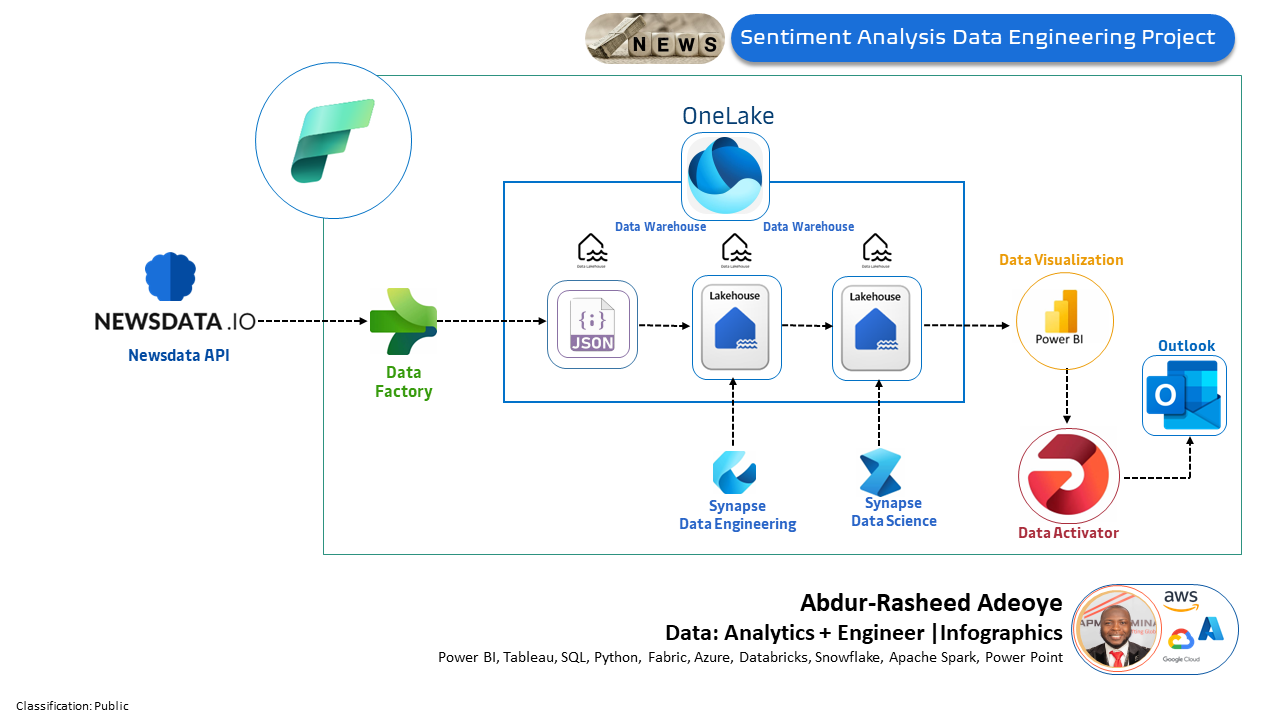 NEWS
Sentiment Analysis Data Engineering Project
OneLake
Data Warehouse
Data Warehouse
Data Lakehouse
Data Lakehouse
Data Lakehouse
Data Visualization
NEWSDATA.IO
Newsdata API
Data
Factory
{;}
JSON
Lakehouse
Lakehouse
Power BI
Outlook
O
Synapse
Data Engineering
Synapse
Data Science
Data Activator
Abdur-Rasheed Adeoye
Data: Analytics + Engineer |Infographics
Power BI, Tableau, SQL, Python, Fabric, Azure, Databricks, Snowflake, Apache Spark, Power Point
aws
Google Cloud
Classification: Public